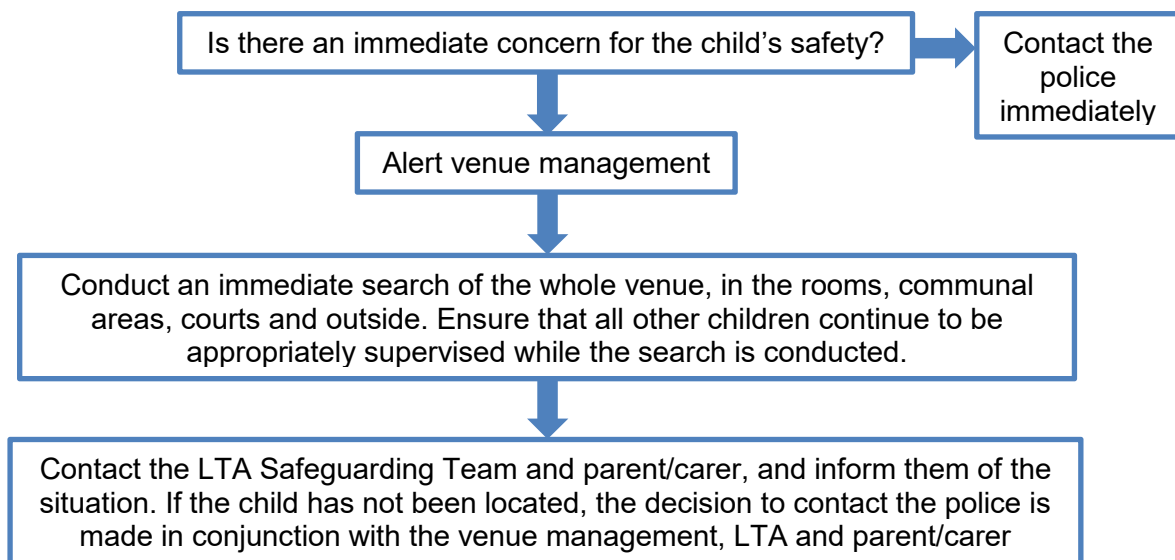 Is there an immediate concern for the child’s safety?
Contact the
police
immediately
Alert venue management
Conduct an immediate search of the whole venue, in the rooms, communal
areas, courts and outside. Ensure that all other children continue to be
appropriately supervised while the search is conducted.
Contact the LTA Safeguarding Team and parent/carer, and inform them of the
situation. If the child has not been located, the decision to contact the police is
made in conjunction with the venue management, LTA and parent/carer